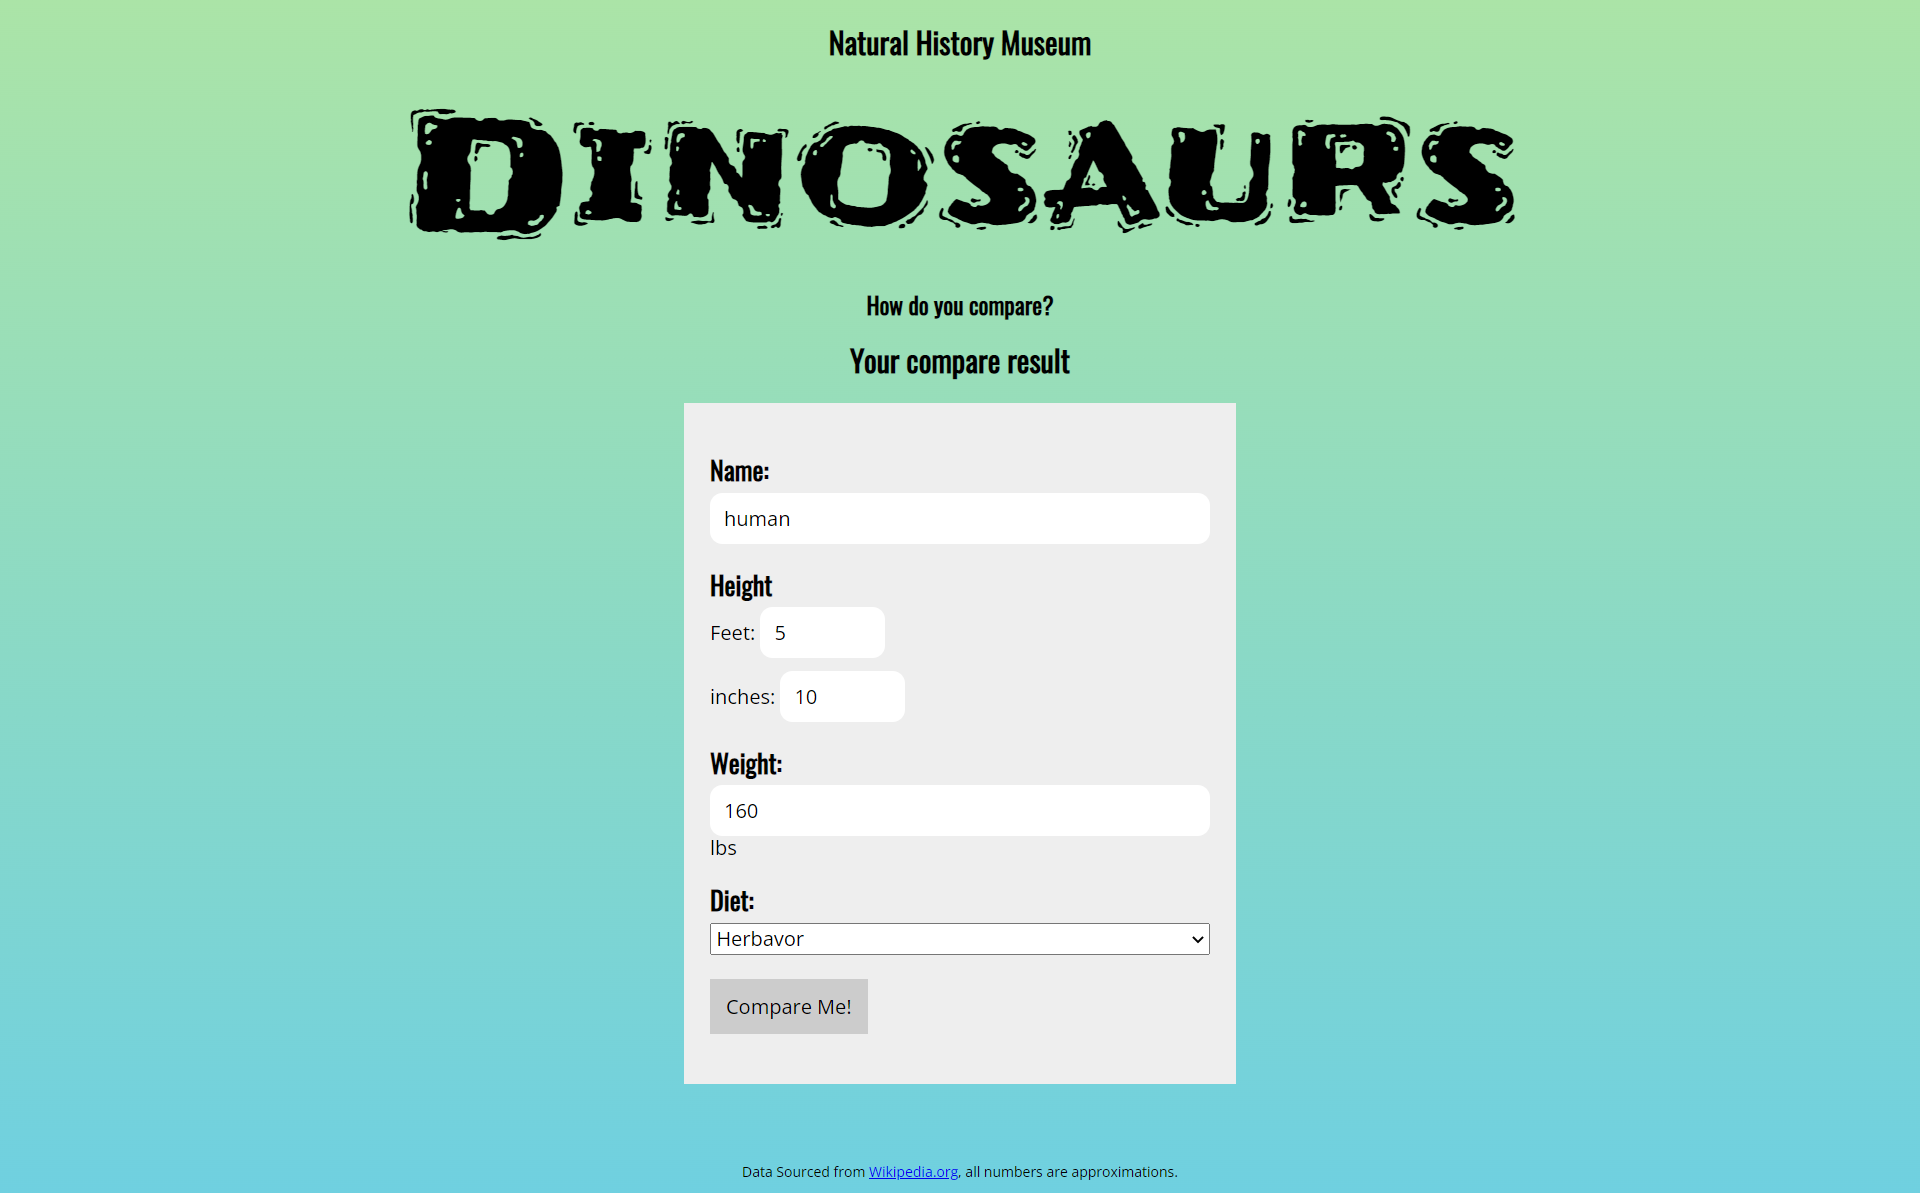 Natural History Museum
DINOSAURS
How do you compare?
Your compare result
Name:
human
Height
Feet: 5
inches: 10
Weight:
160
lbs
Diet:
Herbavor
Compare Me!
Data Sourced from Wikipedia.org, all numbers are approximations.